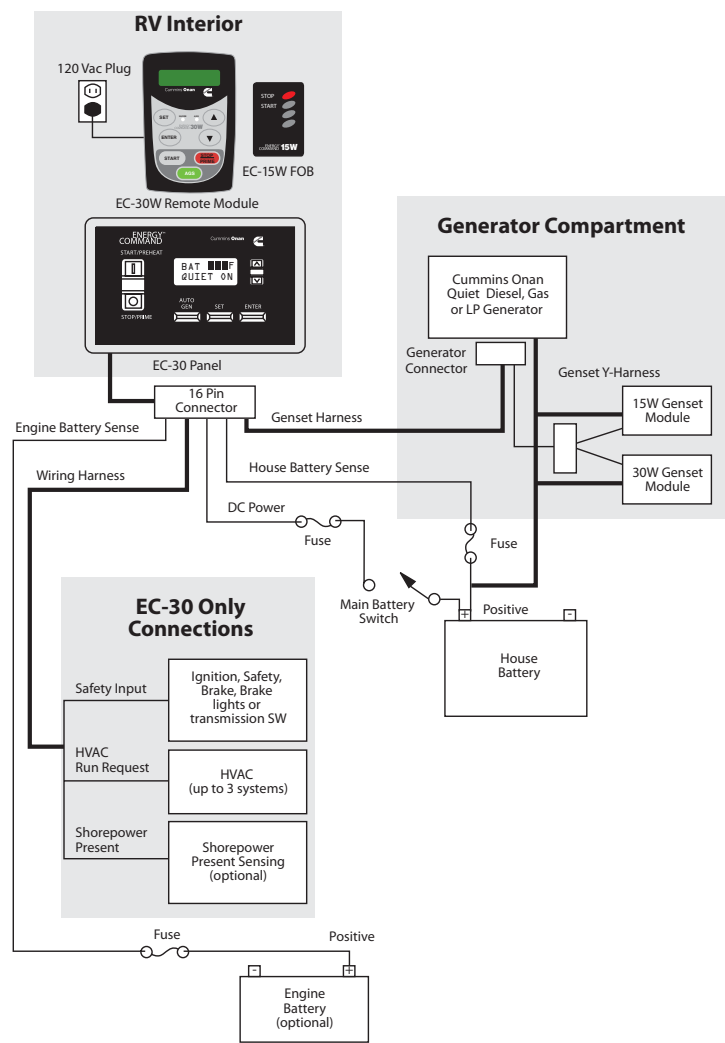 RV Interior
120 Vac Plug
Cummins Onan
SET
ENTER
30W
START
AGS
STOP
START
ENERGY
COMMAND 15W
EC-15W FOB
EC-30W Remote Module
ENERGY™
COMMAND
Cummins Onan
START/PREHEAT
BAT F
QUIET ON
AUTO
GEN
SET
ENTER
STOP/PRIME
EC-30 Panel
Generator Compartment
Cummins Onan
Quiet Diesel, Gas
or LP Generator
Generator
Connector
Genset Y-Harness
15W Genset
Module
30W Genset
Module
16 Pin
Connector
Genset Harness
Engine Battery Sense
House Battery Sense
Wiring Harness
DC Power
Fuse
Fuse
Main Battery
Switch
+
Positive
-
House
Battery
EC-30 Only
Connections
Safety Input
Ignition, Safety,
Brake, Brake
lights or
transmission SW
HVAC
Run Request
HVAC
(up to 3 systems)
Shorepower
Present
Shorepower
Present Sensing
(optional)
Fuse
Positive
-
+
Engine
Battery
(optional)